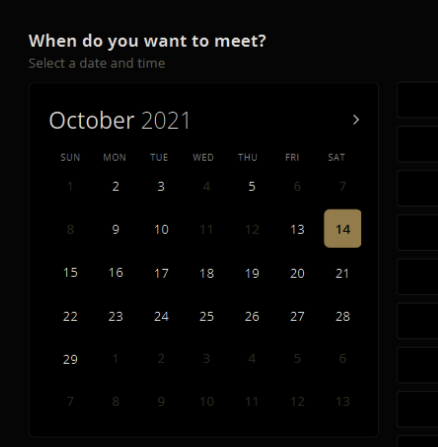 When do you want to meet?
Select a date and time
October 2021 >
SUN MON TUE WED THU FRI SAT
1 2 3 4 5 6 7
8 9 10 11 12 13 14
15 16 17 18 19 20 21
22 23 24 25 26 27 28
29 1 2 3 4 5 6
7 8 9 10 11 12 13